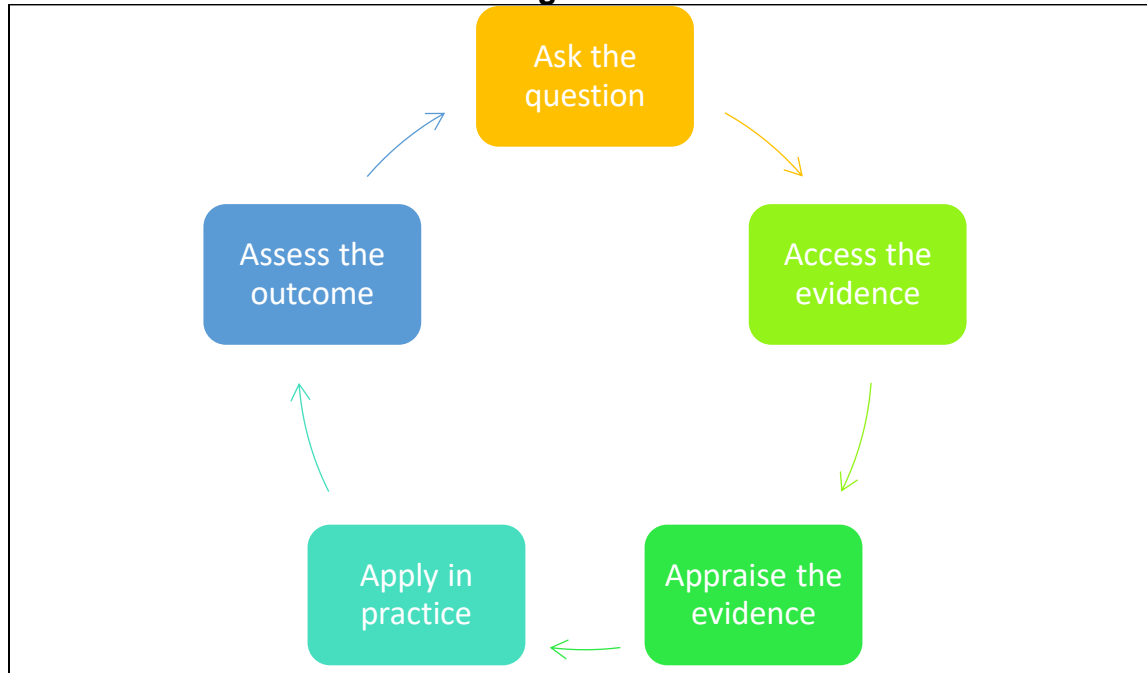 Ask the
question
Access the
evidence
Appraise the
evidence
Apply in
practice
Assess the
outcome